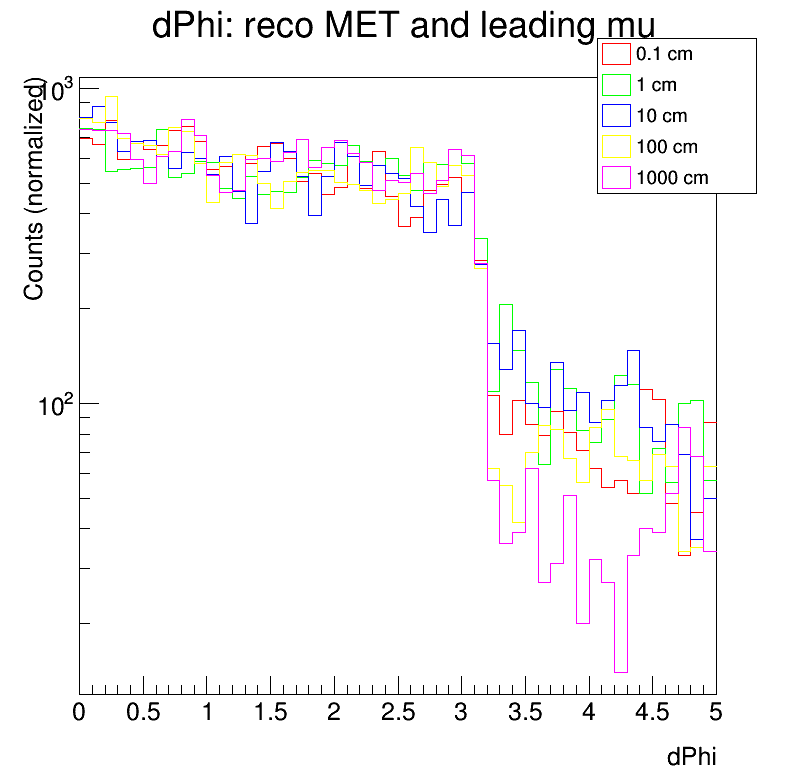 dPhi: reco MET and leading mu
0.1 cm
1 cm
10 cm
100 cm
1000 cm
Counts (normalized)
10³
10²
0 0.5 1 1.5 2 2.5 3 3.5 4 4.5 5
dPhi